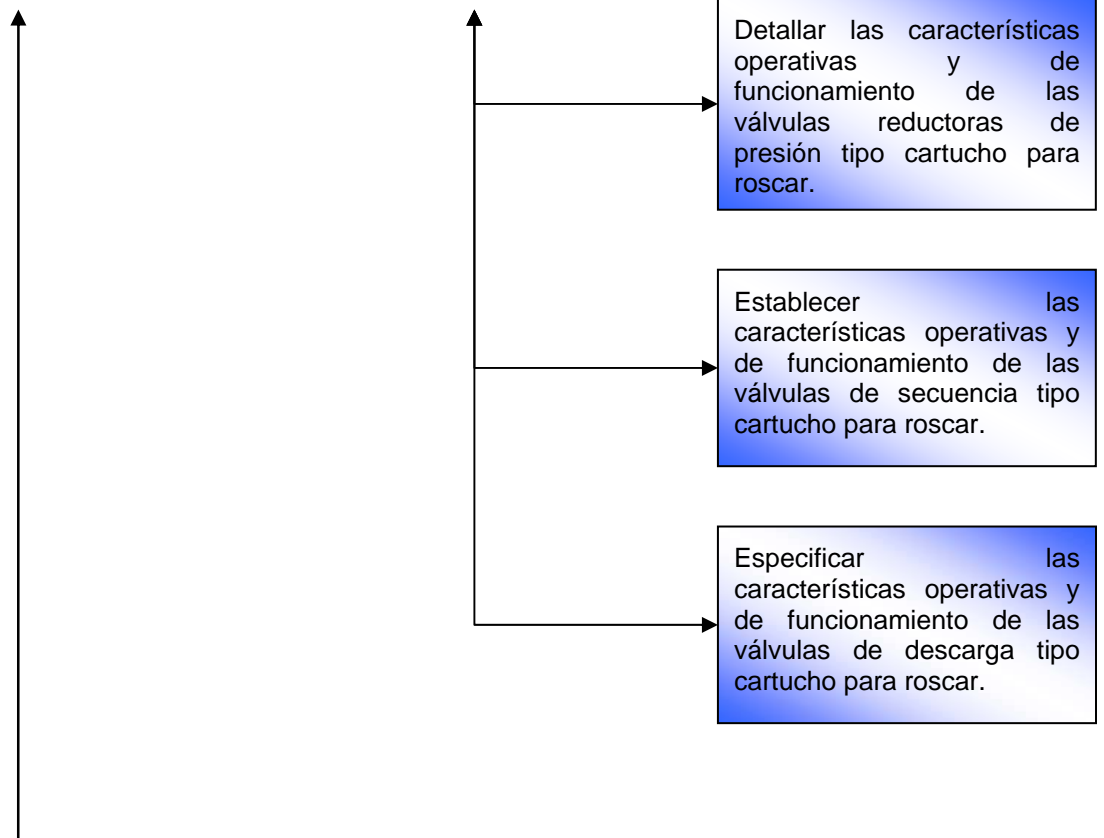 Detallar las características
operativas y de
funcionamiento de las
válvulas reductoras de
presión tipo cartucho para
roscar.
Establecer las
características operativas y
de funcionamiento de las
válvulas de secuencia tipo
cartucho para roscar.
Especificar las
características operativas y
de funcionamiento de las
válvulas de descarga tipo
cartucho para roscar.